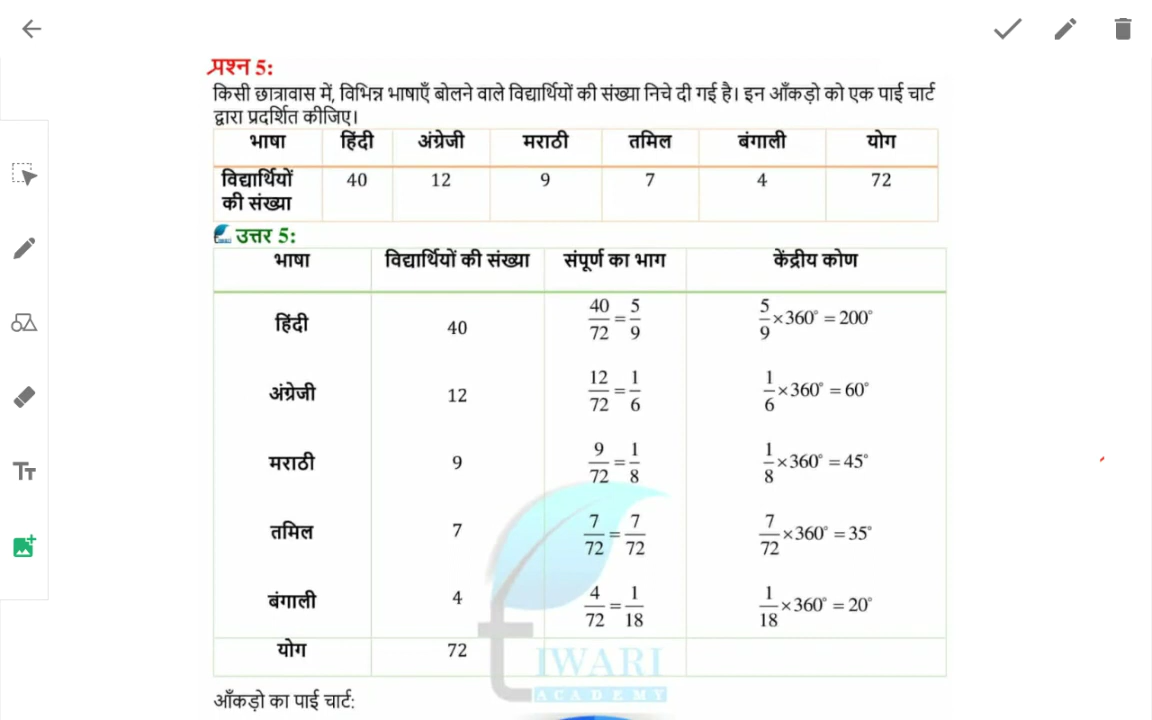 प्रश्न 5:
किसी छात्रावास में, विभिन्न भाषाएँ बोलने वाले विद्यार्थियों की संख्या निचे दी गई है। इन आँकड़ो को एक पाई चार्ट
द्वारा प्रदर्शित कीजिए।
भाषा हिंदी अंग्रेजी मराठी तमिल बंगाली योग
विद्यार्थियों की संख्या 40 12 9 7 4 72
उत्तर 5:
भाषा विद्यार्थियों की संख्या संपूर्ण का भाग केंद्रीय कोण
हिंदी 40 40/72 = 5/9 5/9 ×360° = 200°
अंग्रेजी 12 12/72 = 1/6 1/6 ×360° = 60°
मराठी 9 9/72 = 1/8 1/8 ×360° = 45°
तमिल 7 7/72 = 7/72 7/72 ×360° = 35°
बंगाली 4 4/72 = 1/18 1/18 ×360° = 20°
योग 72
TIWARI
ACADEMY
आँकड़ो का पाई चार्ट:
TT